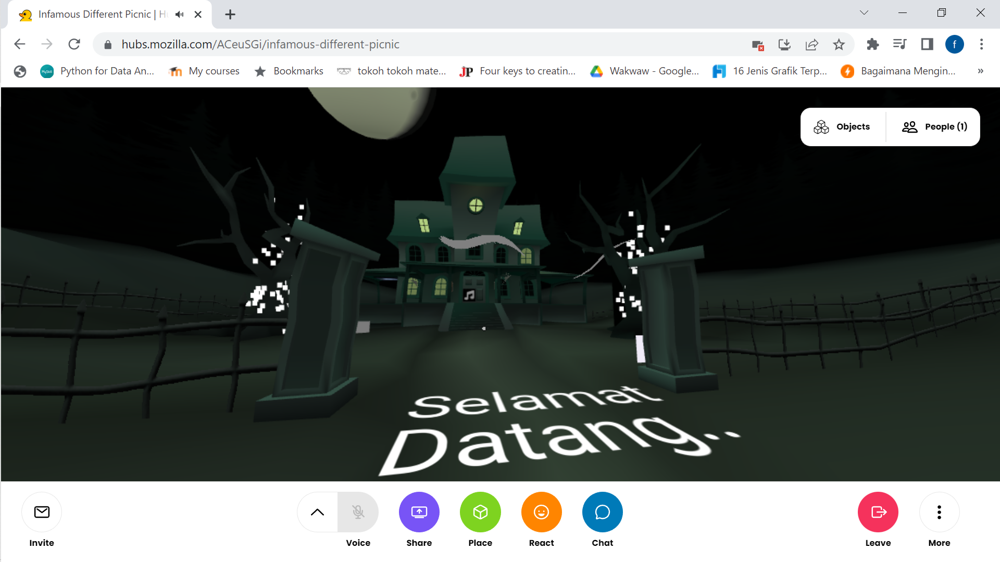 Infamous Different Picnic | H
hubs.mozilla.com/ACeuSGi/infamous-different-picnic
f
MySkill
Python for Data An...
My courses
Bookmarks
tokoh tokoh mate...
JP
Four keys to creatin...
Wakwaw - Google...
16 Jenis Grafik Terp...
Bagaimana Mengin...
»
Objects
People (1)
Selamat
Datang..
Invite
Voice
Share
Place
React
Chat
Leave
More